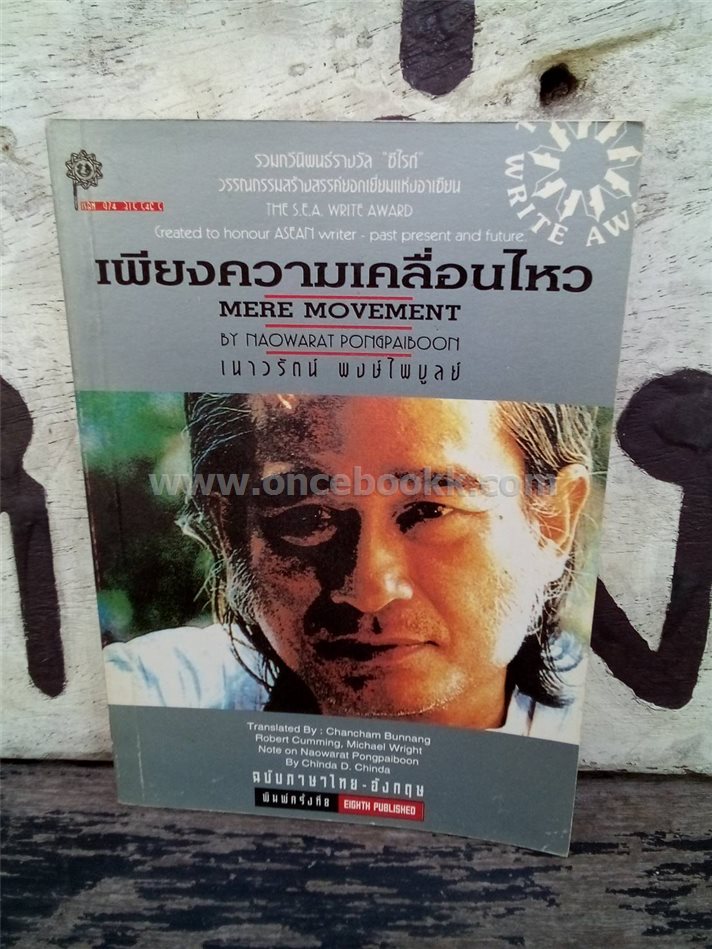 รวมกวีนิพนธ์รางวัล "ซีไรท์"
วรรณกรรมสร้างสรรค์ยอดเยี่ยมแห่งอาเซียน
THE S.E.A. WRITE AWARD
Created to honour ASEAN writer - past present and future.
WRITE AW
เพียงความเคลื่อนไหว
MERE MOVEMENT
BY NAOWARAT PONGPAIBOON
เนาวรัตน์ พงษ์ไพบูลย์
www.oncebookk.com
Translated By : Chancham Bunnang
Robert Cumming, Michael Wright
Note on Naowarat Pongpaiboon
By Chinda D. Chinda
ฉบับภาษาไทย - อังกฤษ
พิมพ์ครั้งที่ 8 EIGHTH PUBLISHED